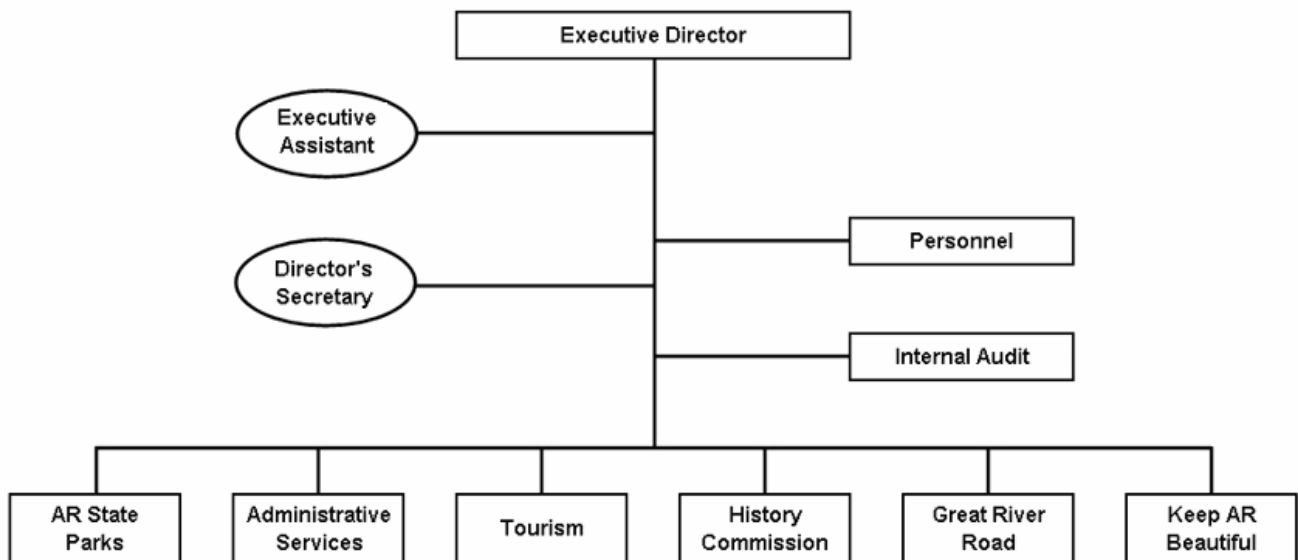 Executive Director
Executive
Assistant
Personnel
Director's
Secretary
Internal Audit
AR State
Parks
Administrative
Services
Tourism
History
Commission
Great River
Road
Keep AR
Beautiful